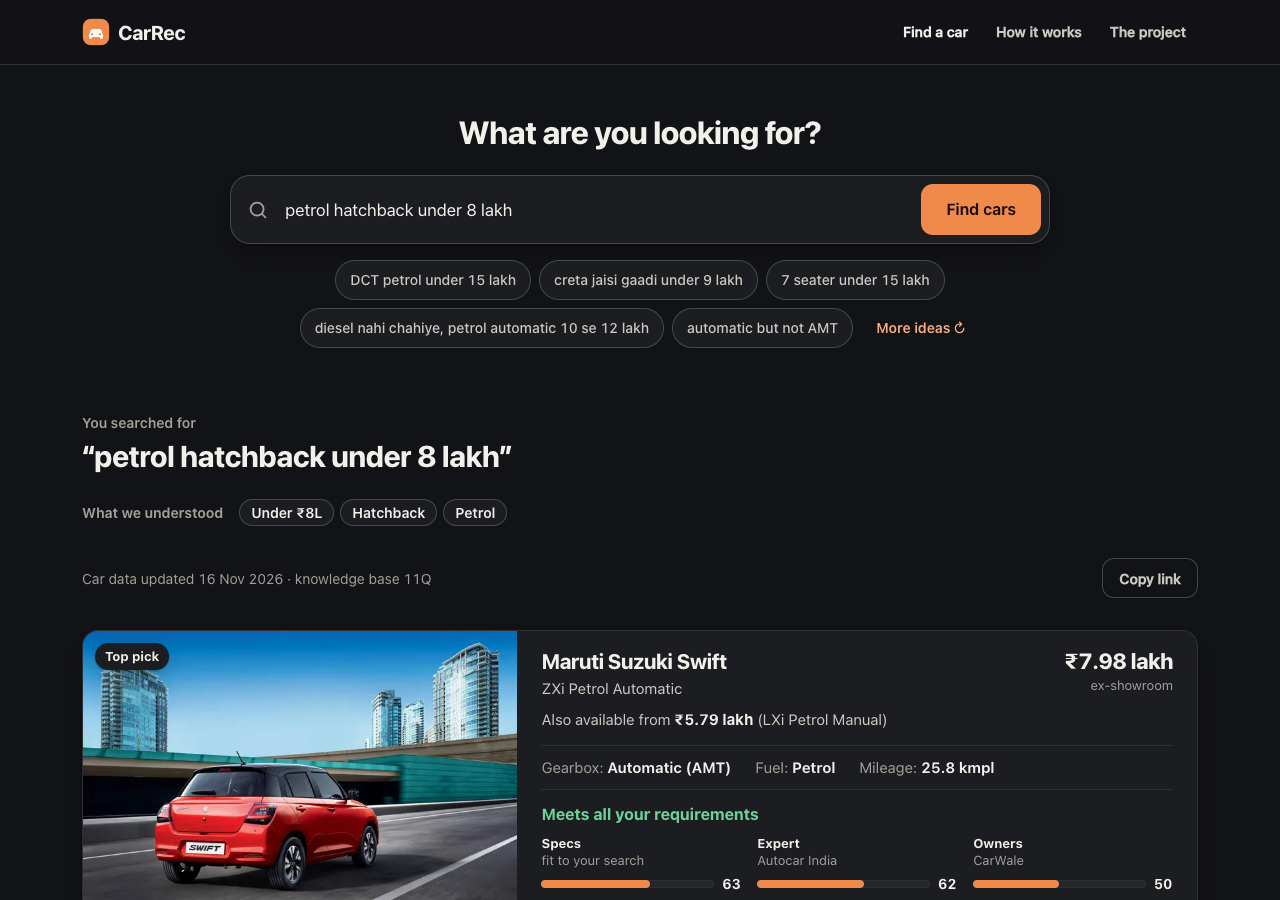 CarRec
Find a car
How it works
The project
What are you looking for?
petrol hatchback under 8 lakh
Find cars
DCT petrol under 15 lakh
creta jaisi gaadi under 9 lakh
7 seater under 15 lakh
diesel nahi chahiye, petrol automatic 10 se 12 lakh
automatic but not AMT
More ideas ↻
You searched for
“petrol hatchback under 8 lakh”
What we understood
Under ₹8L
Hatchback
Petrol
Car data updated 16 Nov 2026 · knowledge base 11Q
Copy link
Top pick
SWIFT
Maruti Suzuki Swift
₹7.98 lakh
ZXi Petrol Automatic
ex-showroom
Also available from ₹5.79 lakh (LXi Petrol Manual)
Gearbox: Automatic (AMT)
Fuel: Petrol
Mileage: 25.8 kmpl
Meets all your requirements
Specs
fit to your search
63
Expert
Autocar India
62
Owners
CarWale
50